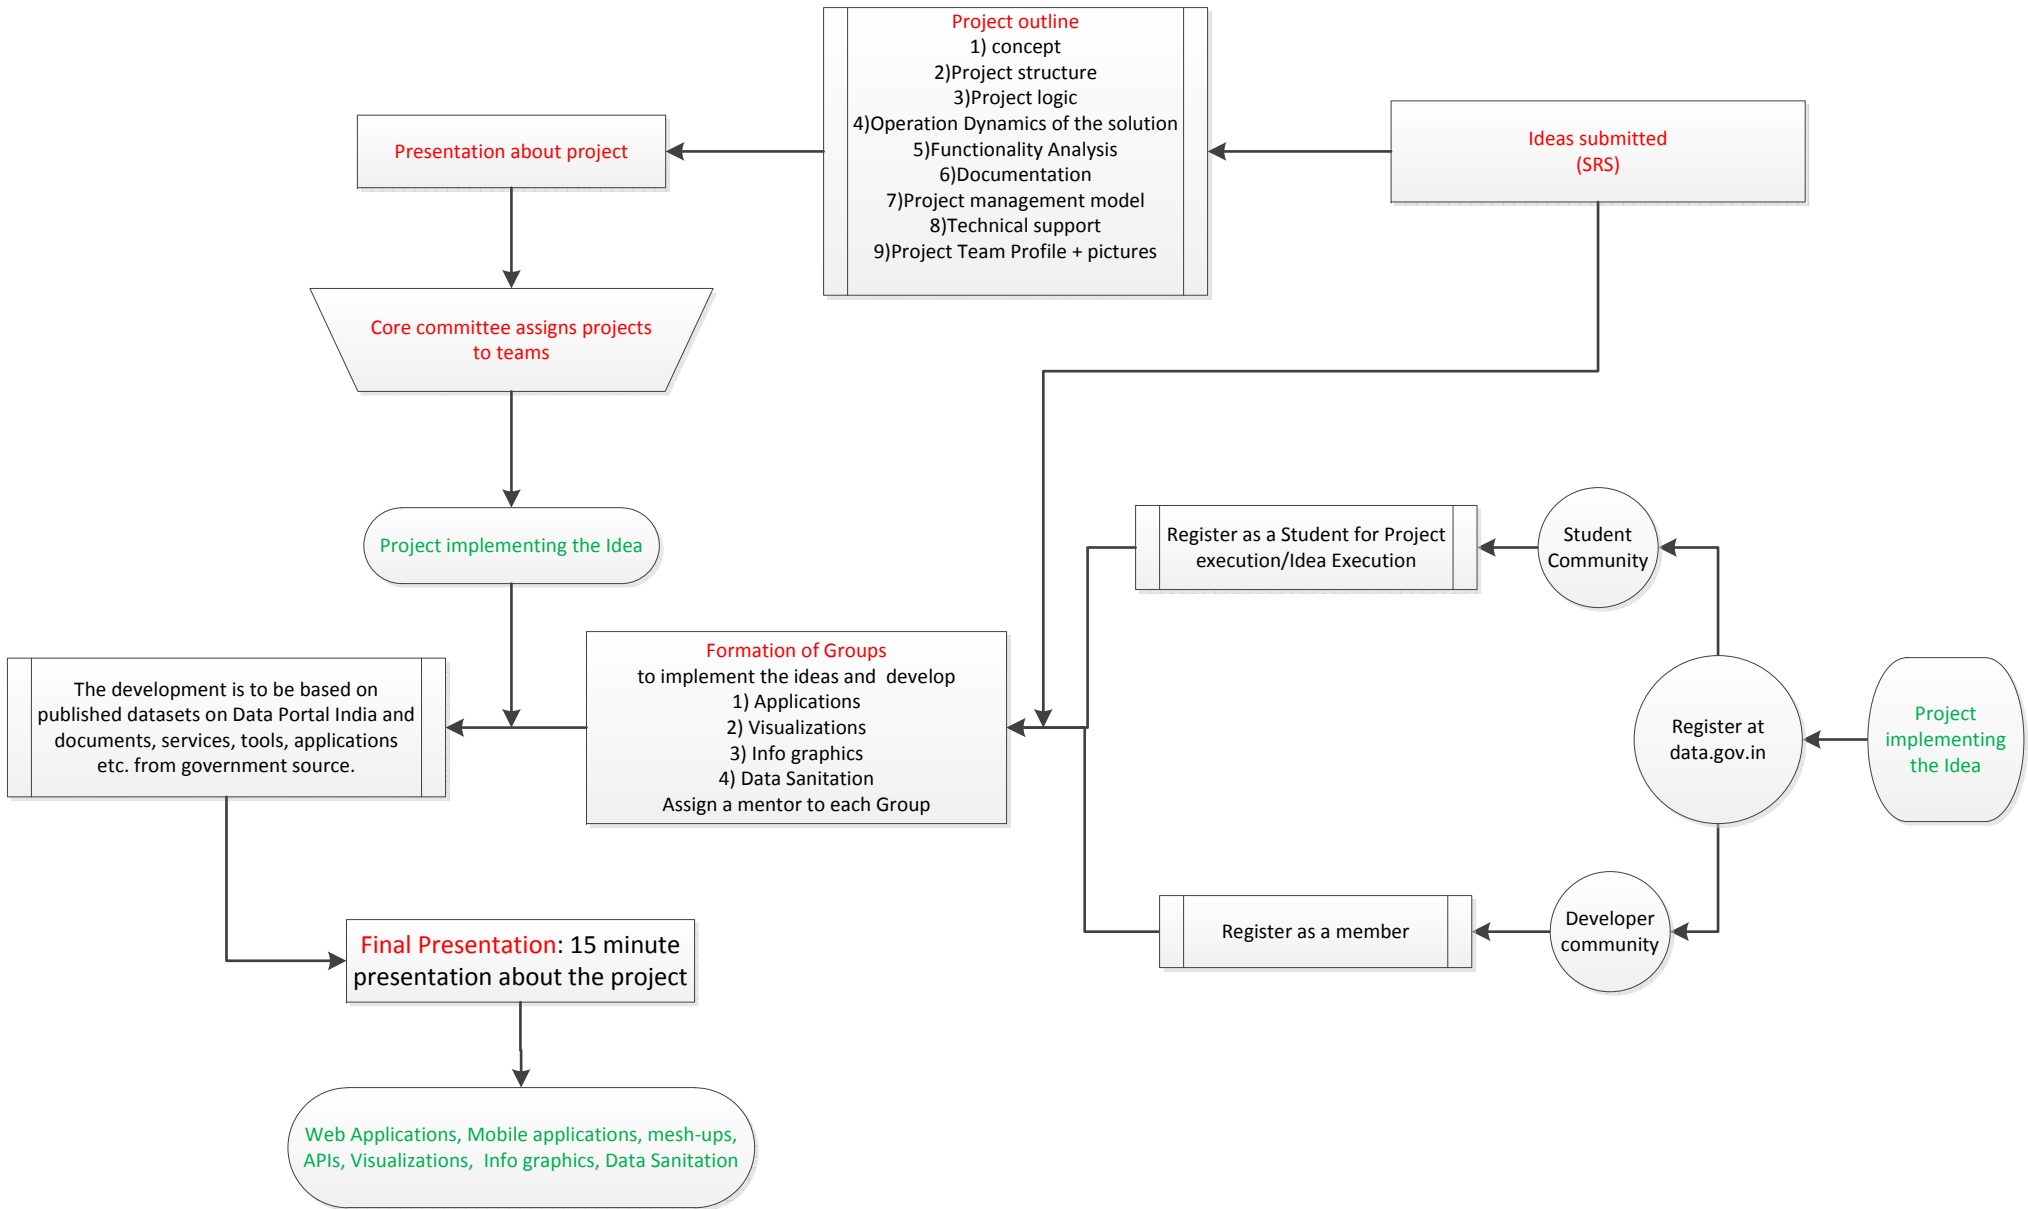 Project outline
1) concept
2)Project structure
3)Project logic
4)Operation Dynamics of the solution
5)Functionality Analysis
6)Documentation
7)Project management model
8)Technical support
9)Project Team Profile + pictures
Ideas submitted
(SRS)
Presentation about project
Core committee assigns projects
to teams
Project implementing the Idea
Register as a Student for Project
execution/Idea Execution
Student
Community
Formation of Groups
to implement the ideas and  develop
1) Applications
2) Visualizations
3) Info graphics
4) Data Sanitation
Assign a mentor to each Group
The development is to be based on
published datasets on Data Portal India and
documents, services, tools, applications
etc. from government source.
Register at
data.gov.in
Project
implementing
the Idea
Register as a member
Developer
community
Final Presentation: 15 minute
presentation about the project
Web Applications, Mobile applications, mesh-ups,
APIs, Visualizations,  Info graphics, Data Sanitation